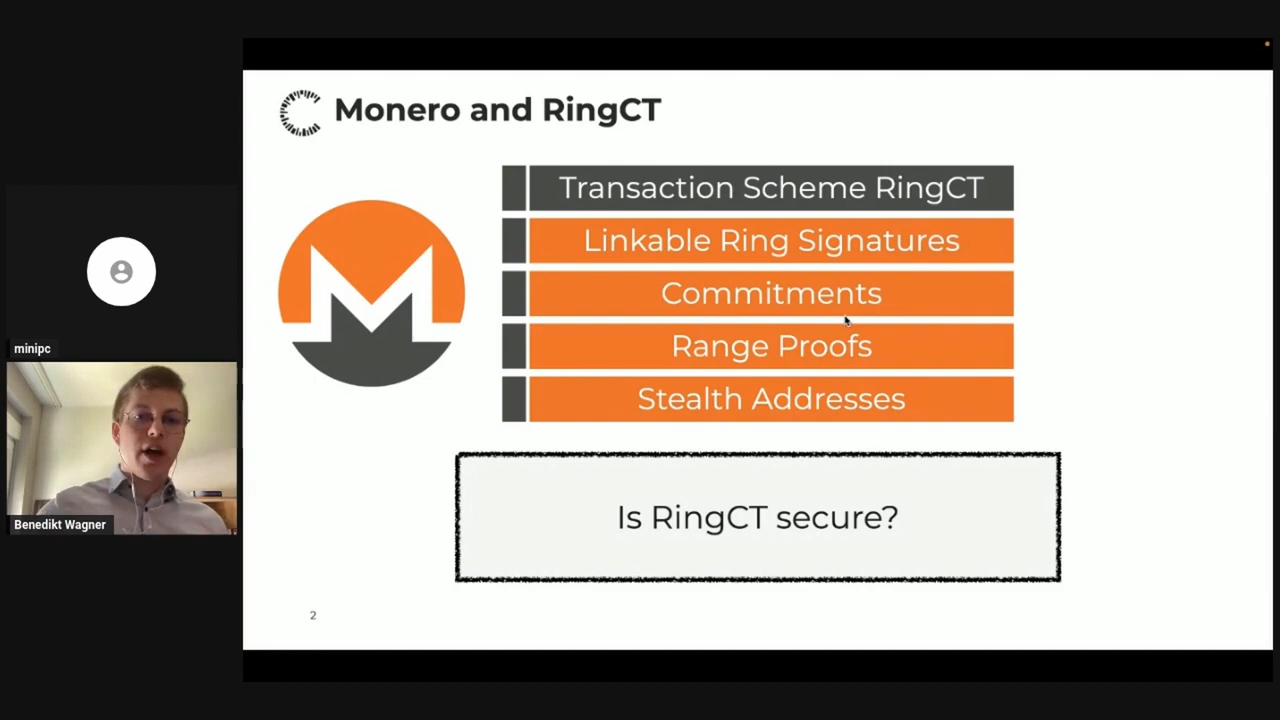 Monero and RingCT
Transaction Scheme RingCT
Linkable Ring Signatures
Commitments
Range Proofs
Stealth Addresses
Is RingCT secure?
2
minipc
Benedikt Wagner